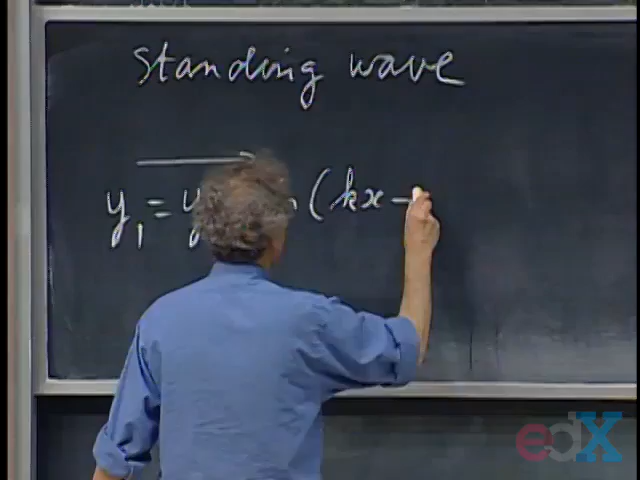 Standing wave
y₁ = y (kx -
edX